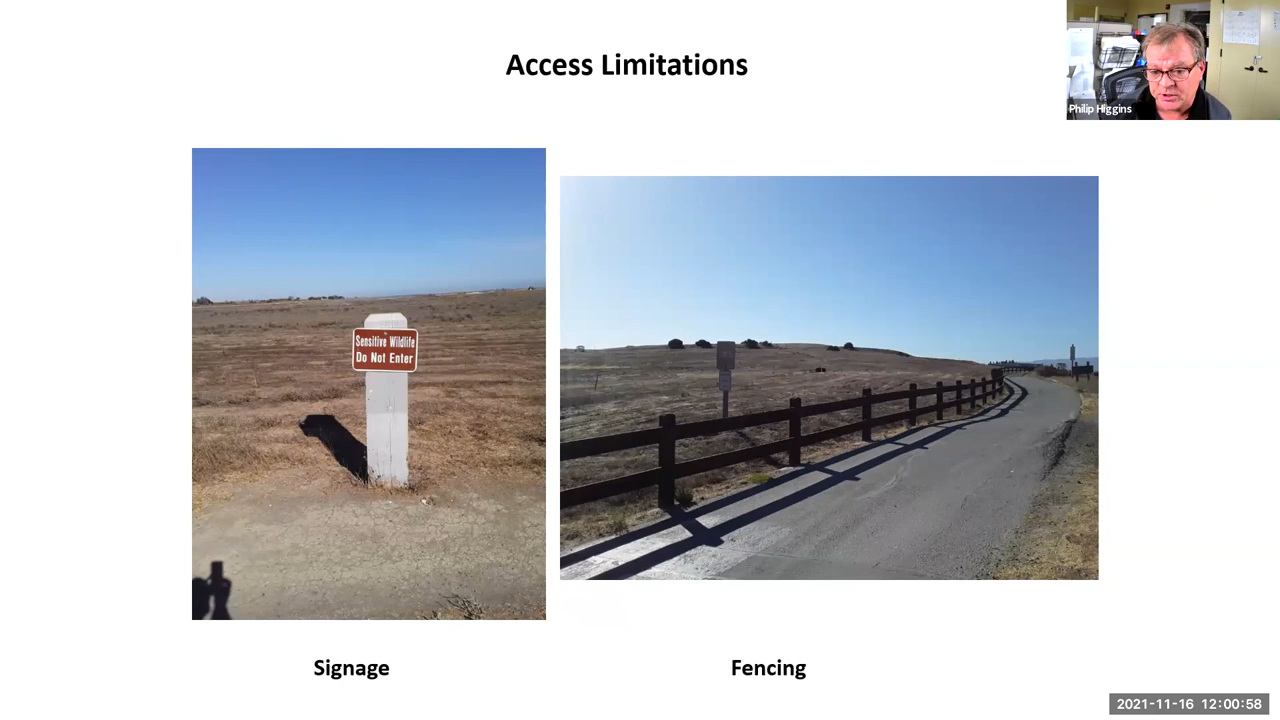 Access Limitations
Philip Higgins
Sensitive Wildlife
Do Not Enter
Signage
Fencing
2021-11-16 12:00:58